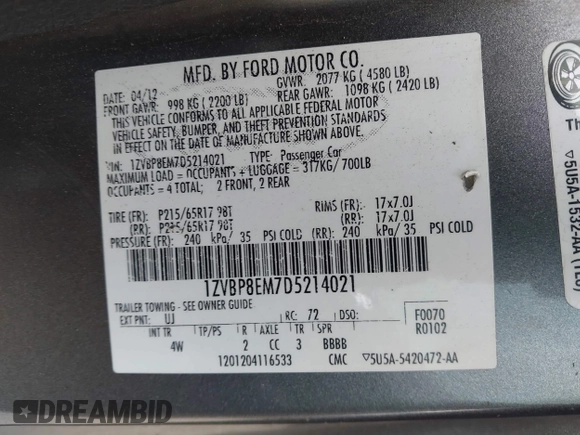 MFD. BY FORD MOTOR CO.
DATE: 04/12 GVWR: 2077 KG (4580 LB)
FRONT GAWR: 998 KG (2200 LB) REAR GAWR: 1098 KG (2420 LB)
THIS VEHICLE CONFORMS TO ALL APPLICABLE FEDERAL MOTOR
VEHICLE SAFETY, BUMPER, AND THEFT PREVENTION STANDARDS
IN EFFECT ON THE DATE OF MANUFACTURE SHOWN ABOVE.
VIN: 1ZVBP8EM7D5214021 TYPE: Passenger Car
MAXIMUM LOAD = OCCUPANTS + LUGGAGE = 317KG/ 700LB
OCCUPANTS = 4 TOTAL; 2 FRONT, 2 REAR
TIRE (FR): P215/65R17 98T RIMS (FR): 17x7.0J
(RR): P215/65R17 98T (RR): 17x7.0J
PRESSURE (FR): 240 kPa/ 35 PSI COLD (RR): 240 kPa/ 35 PSI COLD
1ZVBP8EM7D5214021
TRAILER TOWING - SEE OWNER GUIDE
EXT PNT: UJ RC: 72 DSO: F0070
R0102
INT TR TP/PS R AXLE TR SPR
4W 2 CC 3 BBBB
1201204116533 CMC ▽5U5A-5420472-AA
TH
▽5U5A-1532-AA (TLS)
DREAMBID